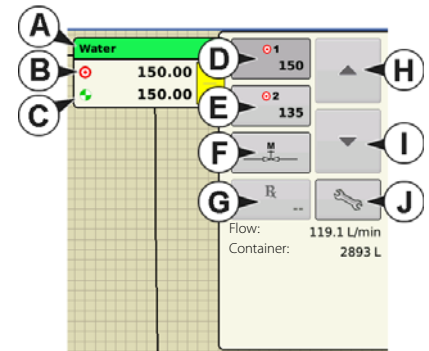 A
Water
B
150.00
C
150.00
D
1
150
E
2
135
F
M
G
Rx
--
H
I
J
Flow: 119.1 L/min
Container: 2893 L